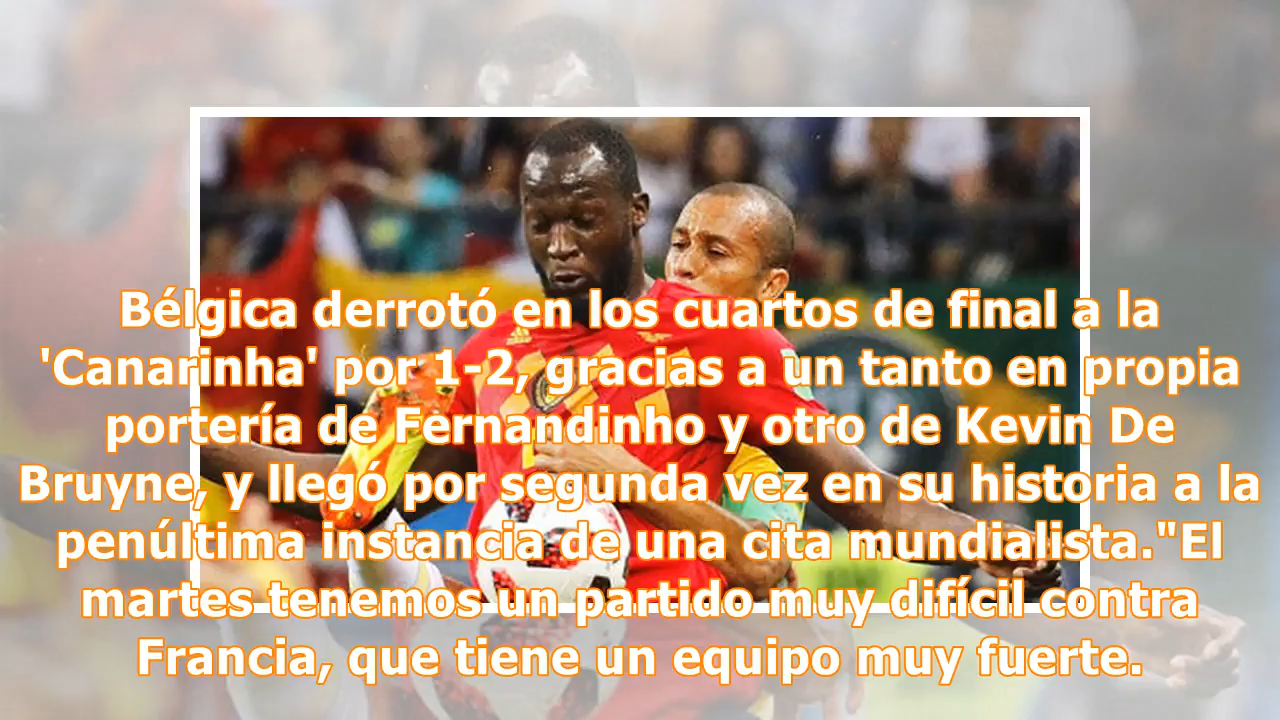 Bélgica derrotó en los cuartos de final a la
'Canarinha' por 1-2, gracias a un tanto en propia
portería de Fernandinho y otro de Kevin De
Bruyne, y llegó por segunda vez en su historia a la
penúltima instancia de una cita mundialista."El
martes tenemos un partido muy difícil contra
Francia, que tiene un equipo muy fuerte.